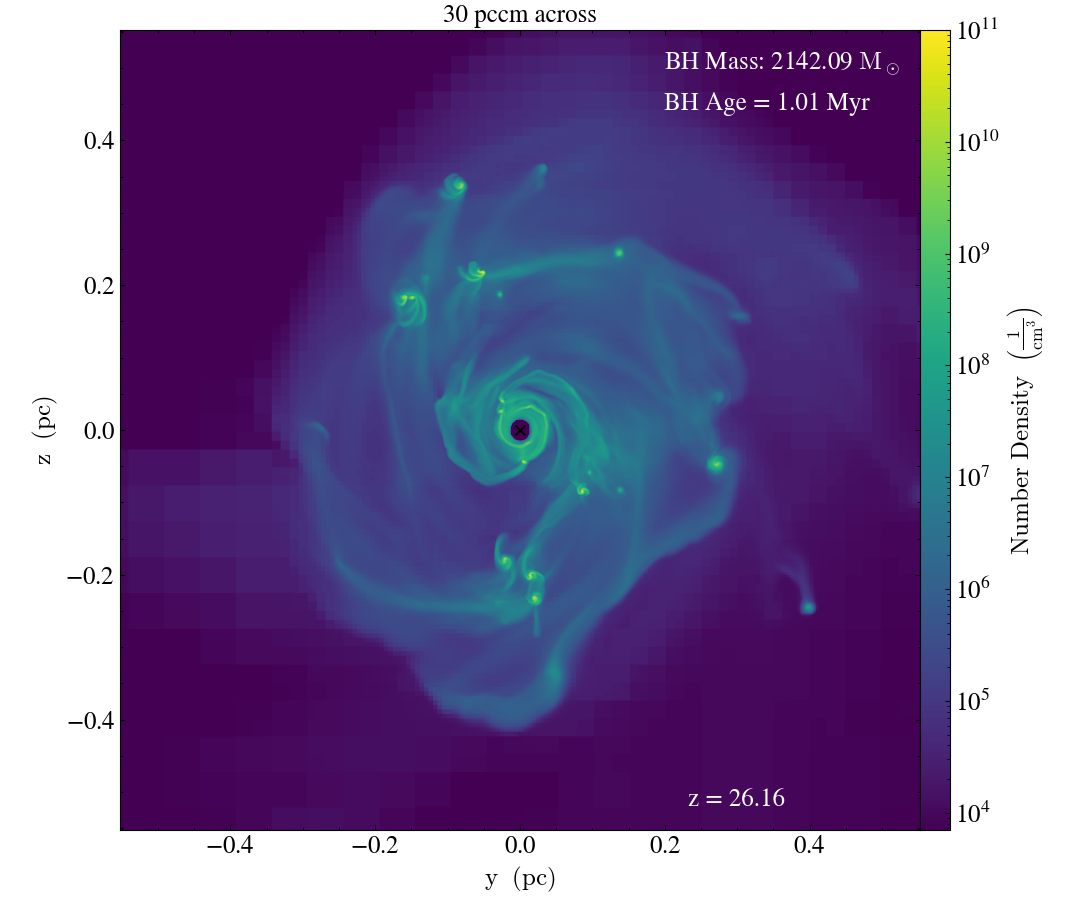 30 pccm across
BH Mass: 2142.09 M⊙
BH Age = 1.01 Myr
z = 26.16
0.4
0.2
0.0
−0.2
−0.4
z (pc)
−0.4 −0.2 0.0 0.2 0.4
y (pc)
10¹¹
10¹⁰
10⁹
10⁸
10⁷
10⁶
10⁵
10⁴
Number Density (1/cm³)